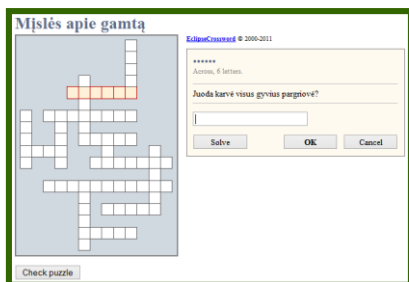 Mįslės apie gamtą
EclipseCrossword © 2000-2011
******
Across, 6 letters.
Juoda karvė visus gyvius pargriovė?
Solve
OK
Cancel
Check puzzle